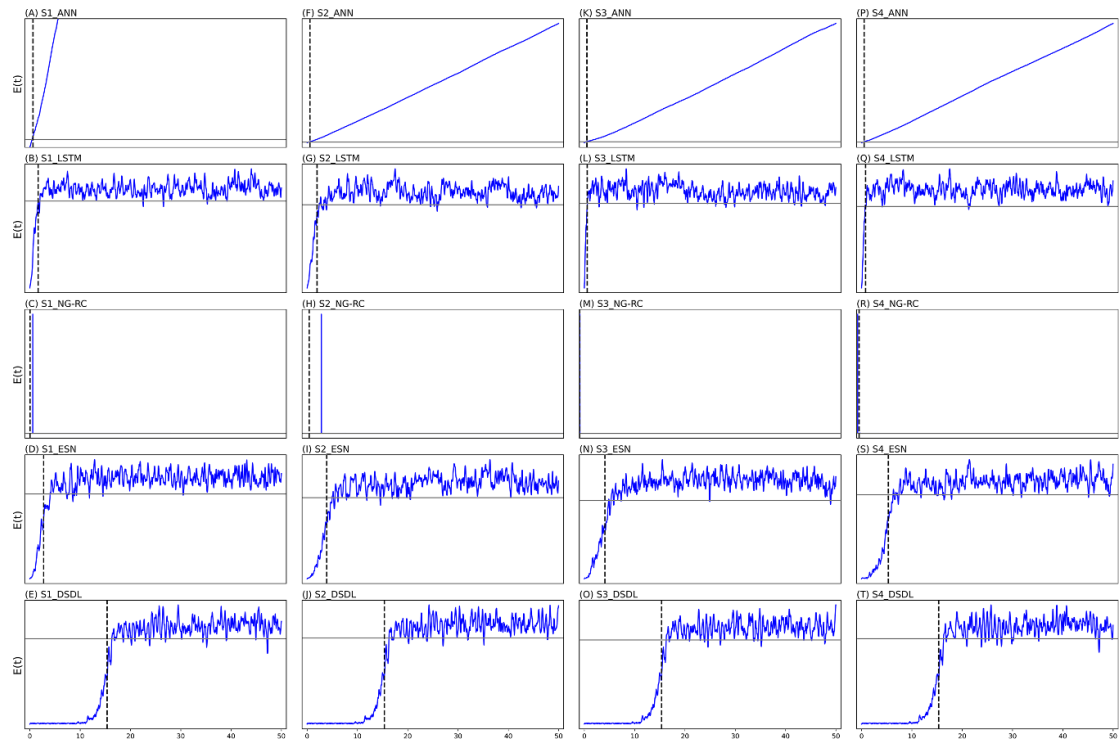 (A) S1_ANN
(F) S2_ANN
(K) S3_ANN
(P) S4_ANN
E(t)
(B) S1_LSTM
(G) S2_LSTM
(L) S3_LSTM
(Q) S4_LSTM
E(t)
(C) S1_NG-RC
(H) S2_NG-RC
(M) S3_NG-RC
(R) S4_NG-RC
E(t)
(D) S1_ESN
(I) S2_ESN
(N) S3_ESN
(S) S4_ESN
E(t)
(E) S1_DSDL
(J) S2_DSDL
(O) S3_DSDL
(T) S4_DSDL
E(t)
0 10 20 30 40 50
0 10 20 30 40 50
0 10 20 30 40 50
0 10 20 30 40 50